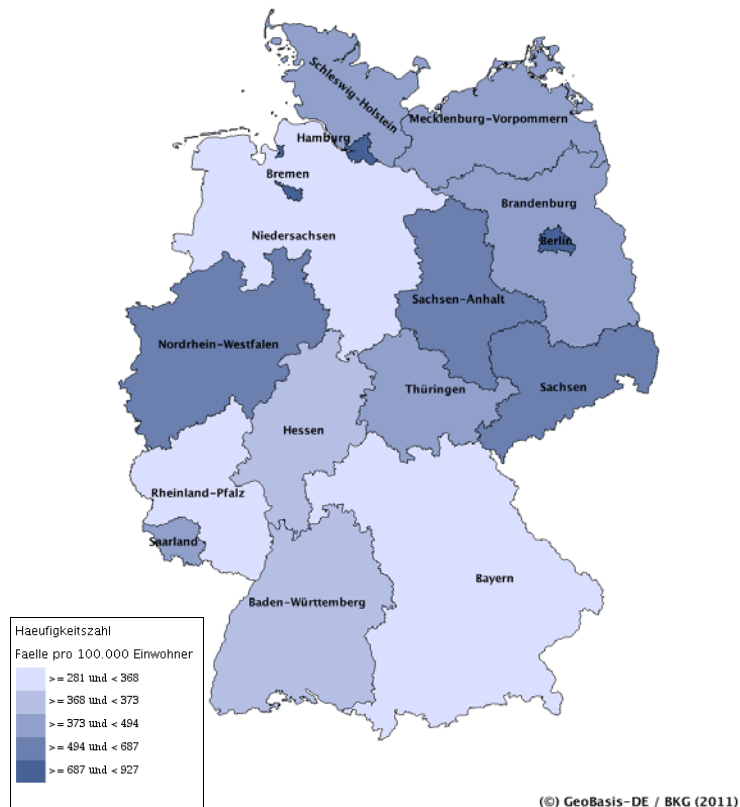 Schleswig-Holstein
Mecklenburg-Vorpommern
Hamburg
Bremen
Brandenburg
Niedersachsen
Berlin
Sachsen-Anhalt
Nordrhein-Westfalen
Thüringen
Sachsen
Hessen
Rheinland-Pfalz
Saarland
Bayern
Baden-Württemberg
Haeufigkeitszahl
Faelle pro 100.000 Einwohner
>= 281 und < 368
>= 368 und < 373
>= 373 und < 494
>= 494 und < 687
>= 687 und < 927
(©) GeoBasis-DE / BKG (2011)